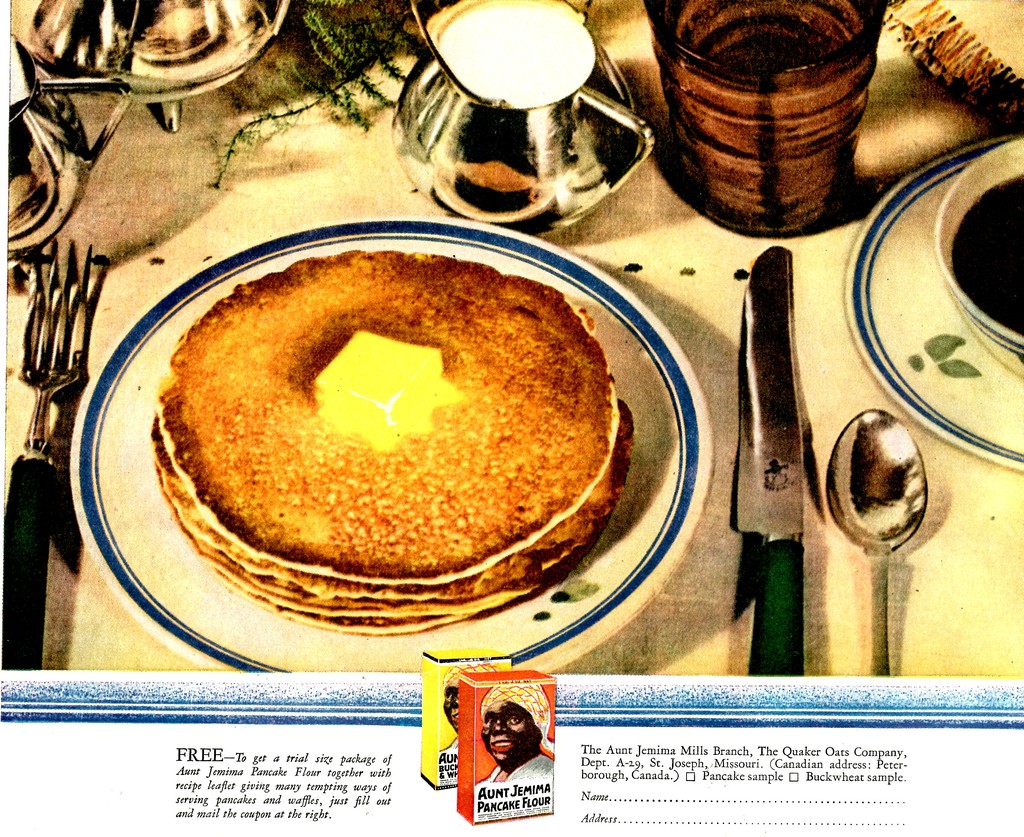 FREE—To get a trial size package of
Aunt Jemima Pancake Flour together with
recipe leaflet giving many tempting ways of
serving pancakes and waffles, just fill out
and mail the coupon at the right.
AUNT JEMIMA
PANCAKE FLOUR
The Aunt Jemima Mills Branch, The Quaker Oats Company,
Dept. A-29, St. Joseph, Missouri. (Canadian address: Peter-
borough, Canada.) □ Pancake sample □ Buckwheat sample.
Name
Address